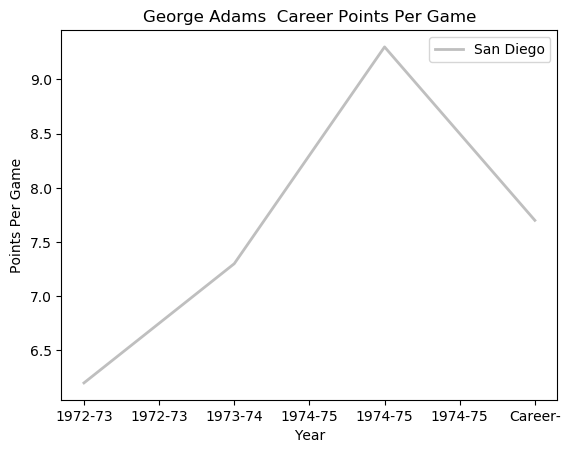 George Adams  Career Points Per Game
San Diego
9.0
8.5
8.0
7.5
7.0
6.5
Points Per Game
1972-73 1972-73 1973-74 1974-75 1974-75 1974-75 Career-
Year